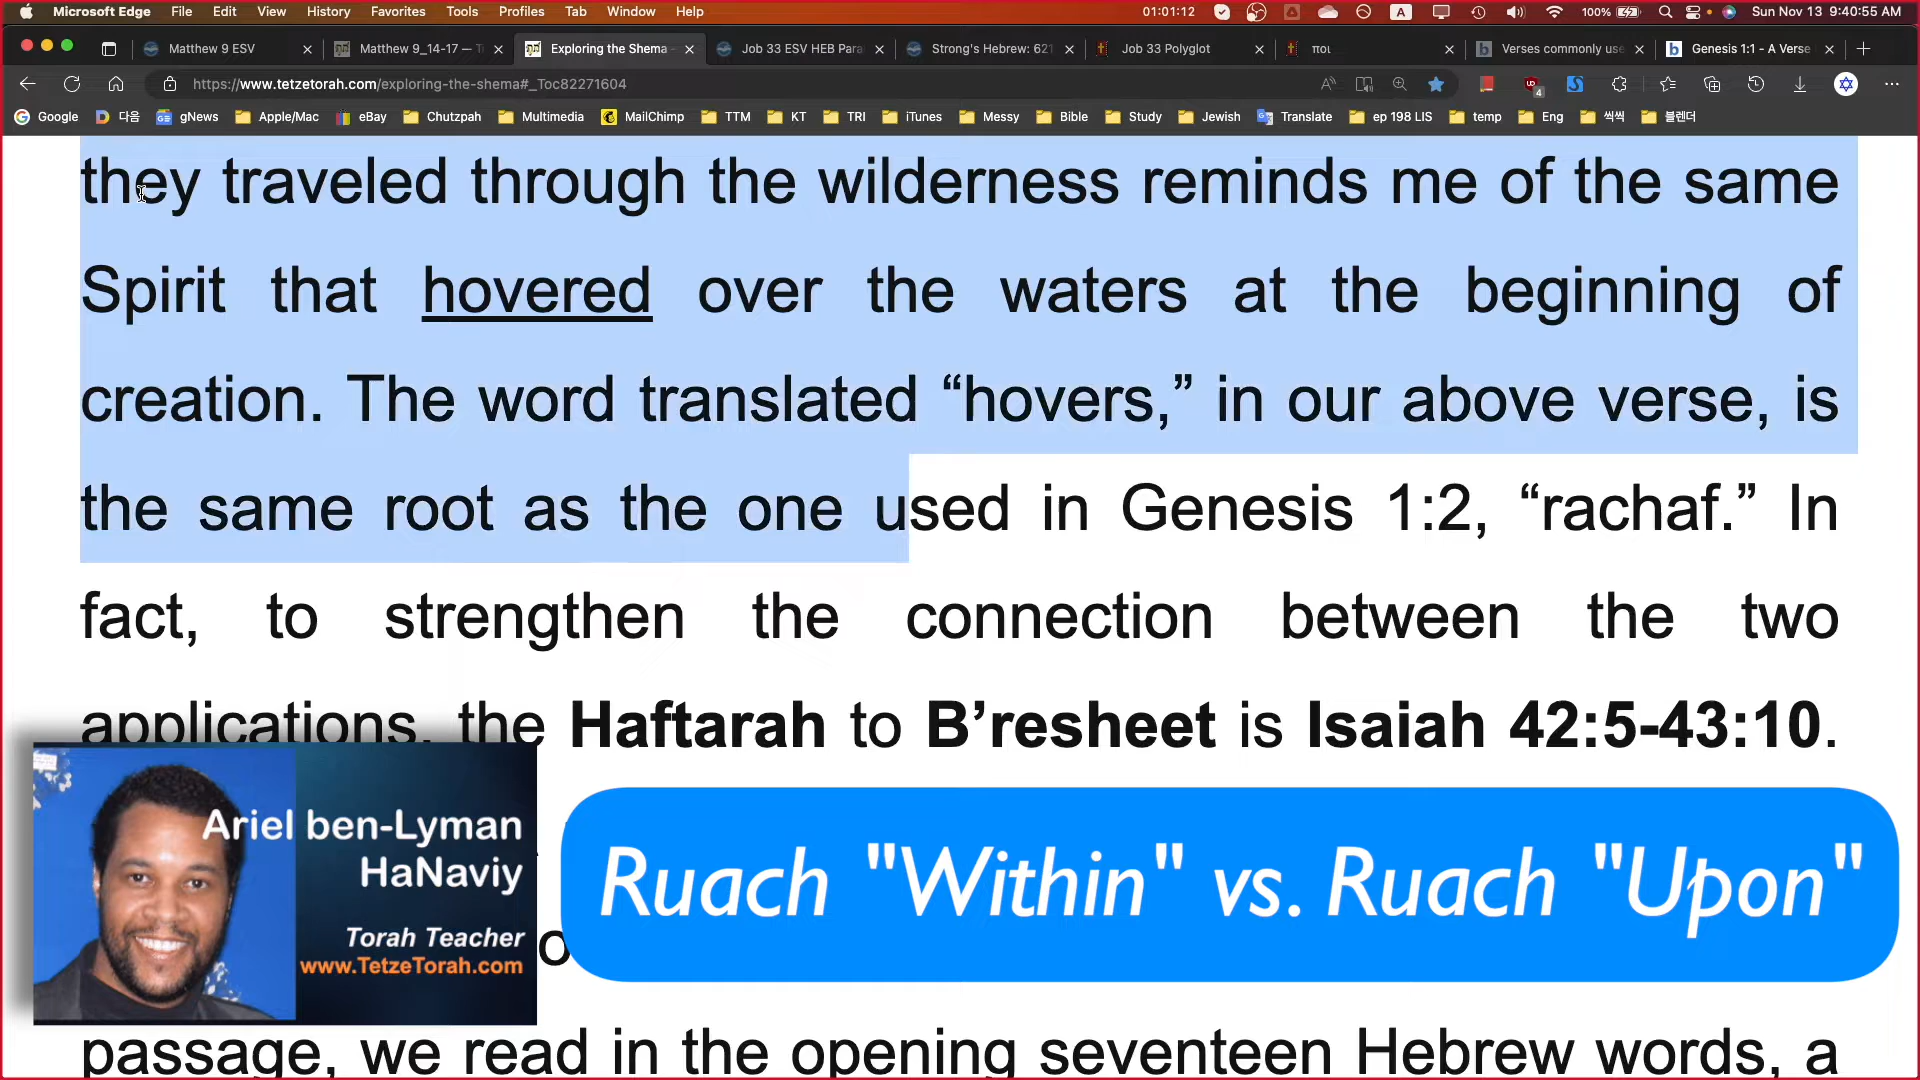 Microsoft Edge File Edit View History Favorites Tools Profiles Tab Window Help 01:01:12 A 100% Sun Nov 13 9:40:55 AM
Matthew 9 ESV Matthew 9_14-17 — Exploring the Shema - Job 33 ESV HEB Para Strong's Hebrew: 621 Job 33 Polyglot που Verses commonly use Genesis 1:1 - A Verse
https://www.tetzetorah.com/exploring-the-shema#_Toc82271604
Google 다음 gNews Apple/Mac eBay Chutzpah Multimedia MailChimp TTM KT TRI iTunes Messy Bible Study Jewish Translate ep 198 LIS temp Eng 씩씩 블렌더
they traveled through the wilderness reminds me of the same
Spirit that hovered over the waters at the beginning of
creation. The word translated “hovers,” in our above verse, is
the same root as the one used in Genesis 1:2, “rachaf.” In
fact, to strengthen the connection between the two
applications, the Haftarah to B’resheet is Isaiah 42:5-43:10.
Ariel ben-Lyman
HaNaviy
Torah Teacher
www.TetzeTorah.com
Ruach "Within" vs. Ruach "Upon"
passage, we read in the opening seventeen Hebrew words, a